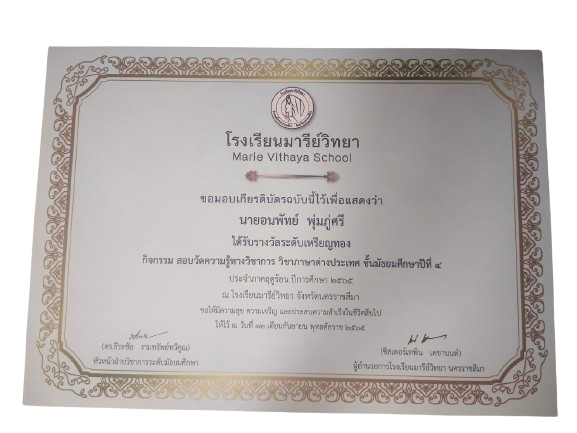 โรงเรียนมารีย์วิทยา
Marie Vithaya School
ขอมอบเกียรติบัตรฉบับนี้ไว้เพื่อแสดงว่า
นายอนพัทย์ พุ่มภู่ศรี
ได้รับรางวัลระดับเหรียญทอง
กิจกรรม สอบวัดความรู้ทางวิชาการ วิชาภาษาต่างประเทศ ชั้นมัธยมศึกษาปีที่ ๔
ประจำภาคฤดูร้อน ปีการศึกษา ๒๕๖๕
ณ โรงเรียนมารีย์วิทยา จังหวัดนครราชสีมา
ขอให้มีความสุข ความเจริญ และประสบความสำเร็จในชีวิตสืบไป
ให้ไว้ ณ วันที่ ๑๒ เดือนกันยายน พุทธศักราช ๒๕๖๕
(ดร.ธีระชัย งามทรัพย์ทวีคูณ)
หัวหน้าฝ่ายวิชาการระดับมัธยมศึกษา
(ซิสเตอร์เทพิน เดชานนท์)
ผู้อำนวยการโรงเรียนมารีย์วิทยา นครราชสีมา